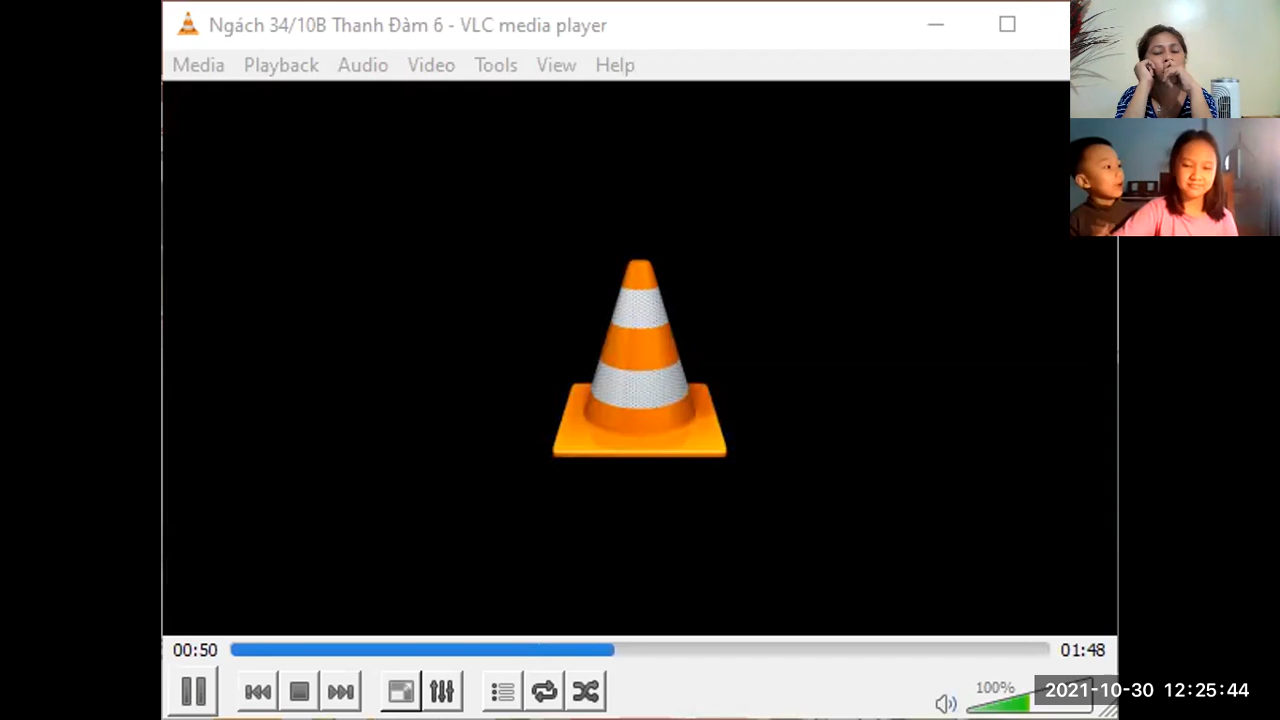 Ngách 34/10B Thanh Đàm 6 - VLC media player
Media Playback Audio Video Tools View Help
00:50 01:48
100%
2021-10-30 12:25:44